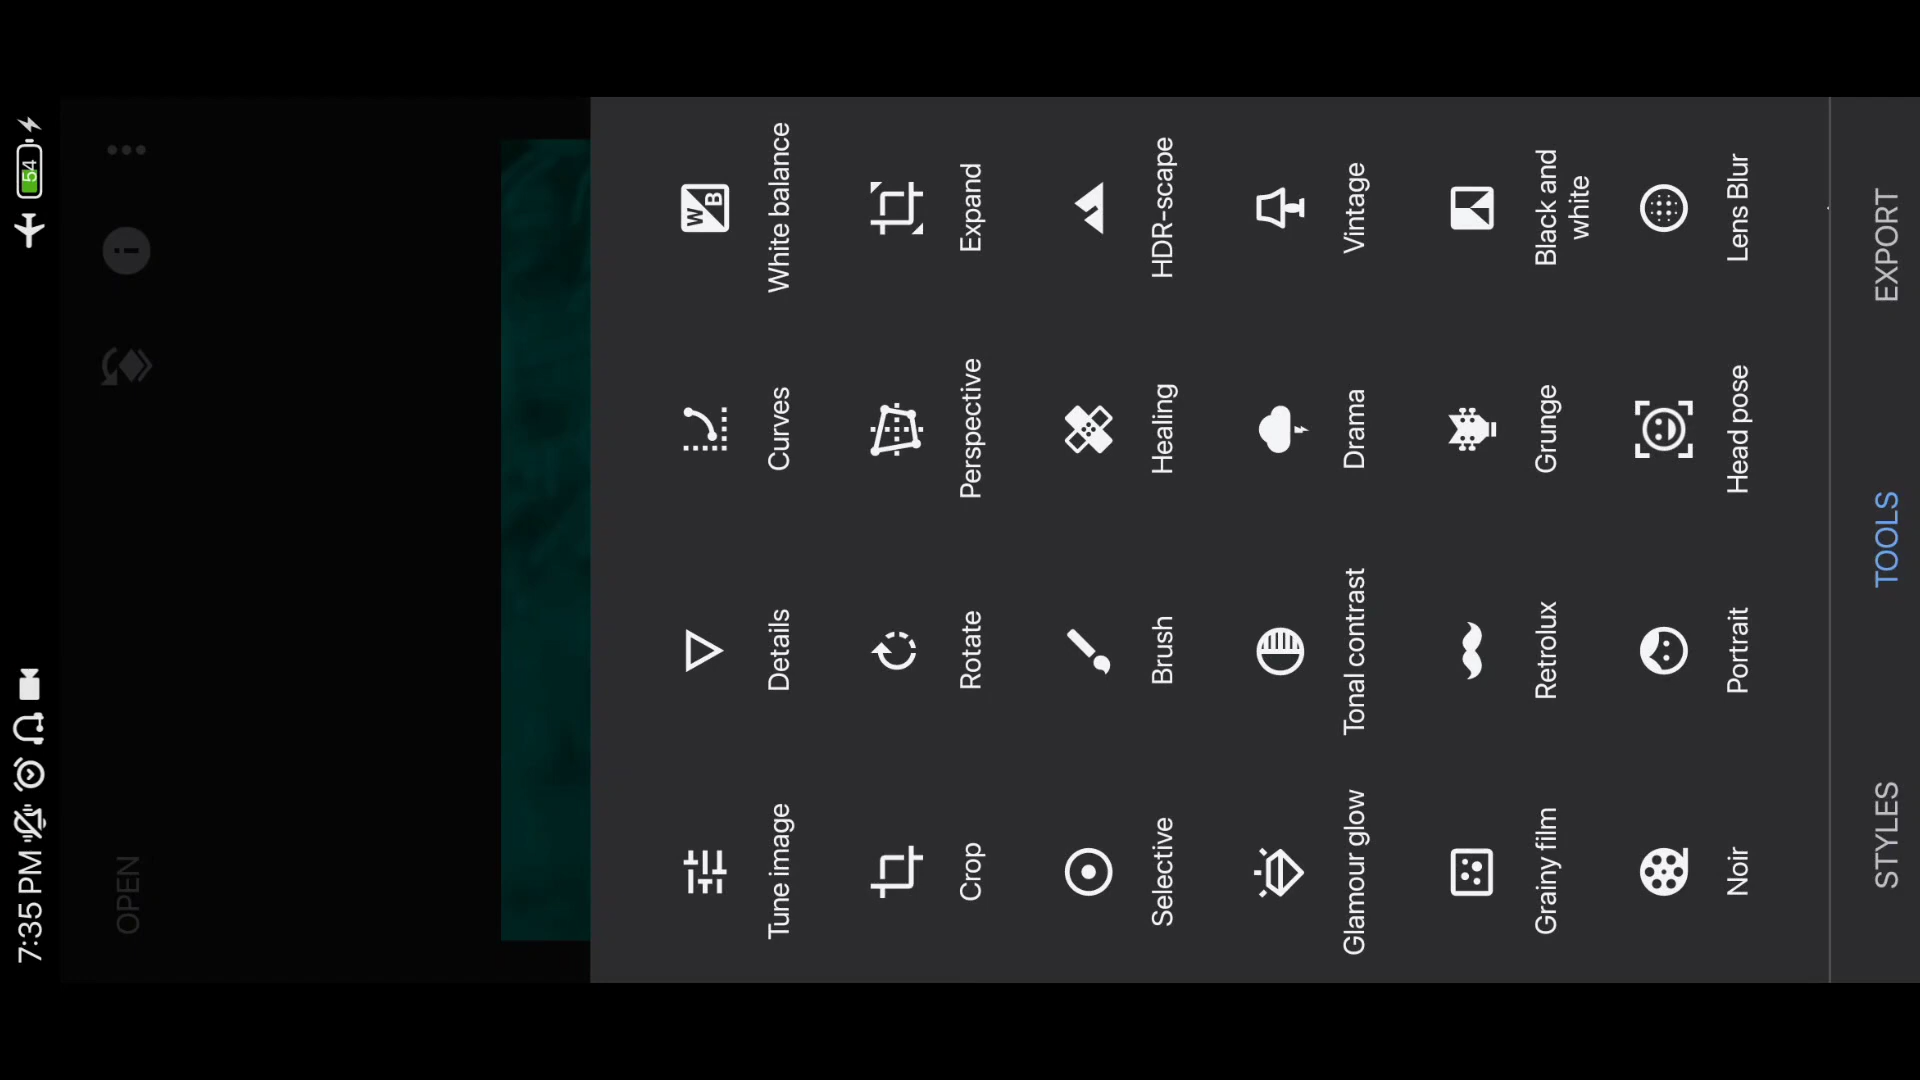 7:35 PM
54
OPEN
Tune image
Details
Curves
WB
White balance
Crop
Rotate
Perspective
Expand
Selective
Brush
Healing
HDR-scape
Glamour glow
Tonal contrast
Drama
Vintage
Grainy film
Retrolux
Grunge
Black and
white
Noir
Portrait
Head pose
Lens Blur
STYLES
TOOLS
EXPORT